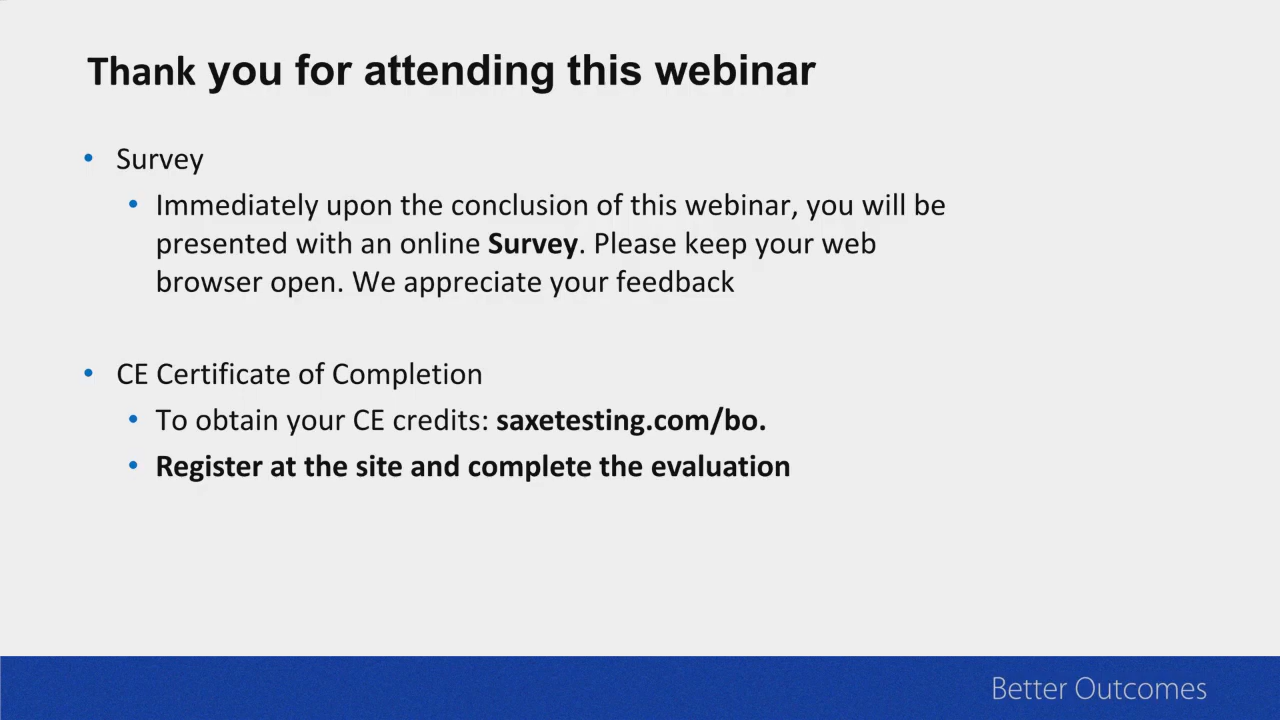 Thank you for attending this webinar
• Survey
• Immediately upon the conclusion of this webinar, you will be
presented with an online Survey. Please keep your web
browser open. We appreciate your feedback
• CE Certificate of Completion
• To obtain your CE credits: saxetesting.com/bo.
• Register at the site and complete the evaluation
Better Outcomes